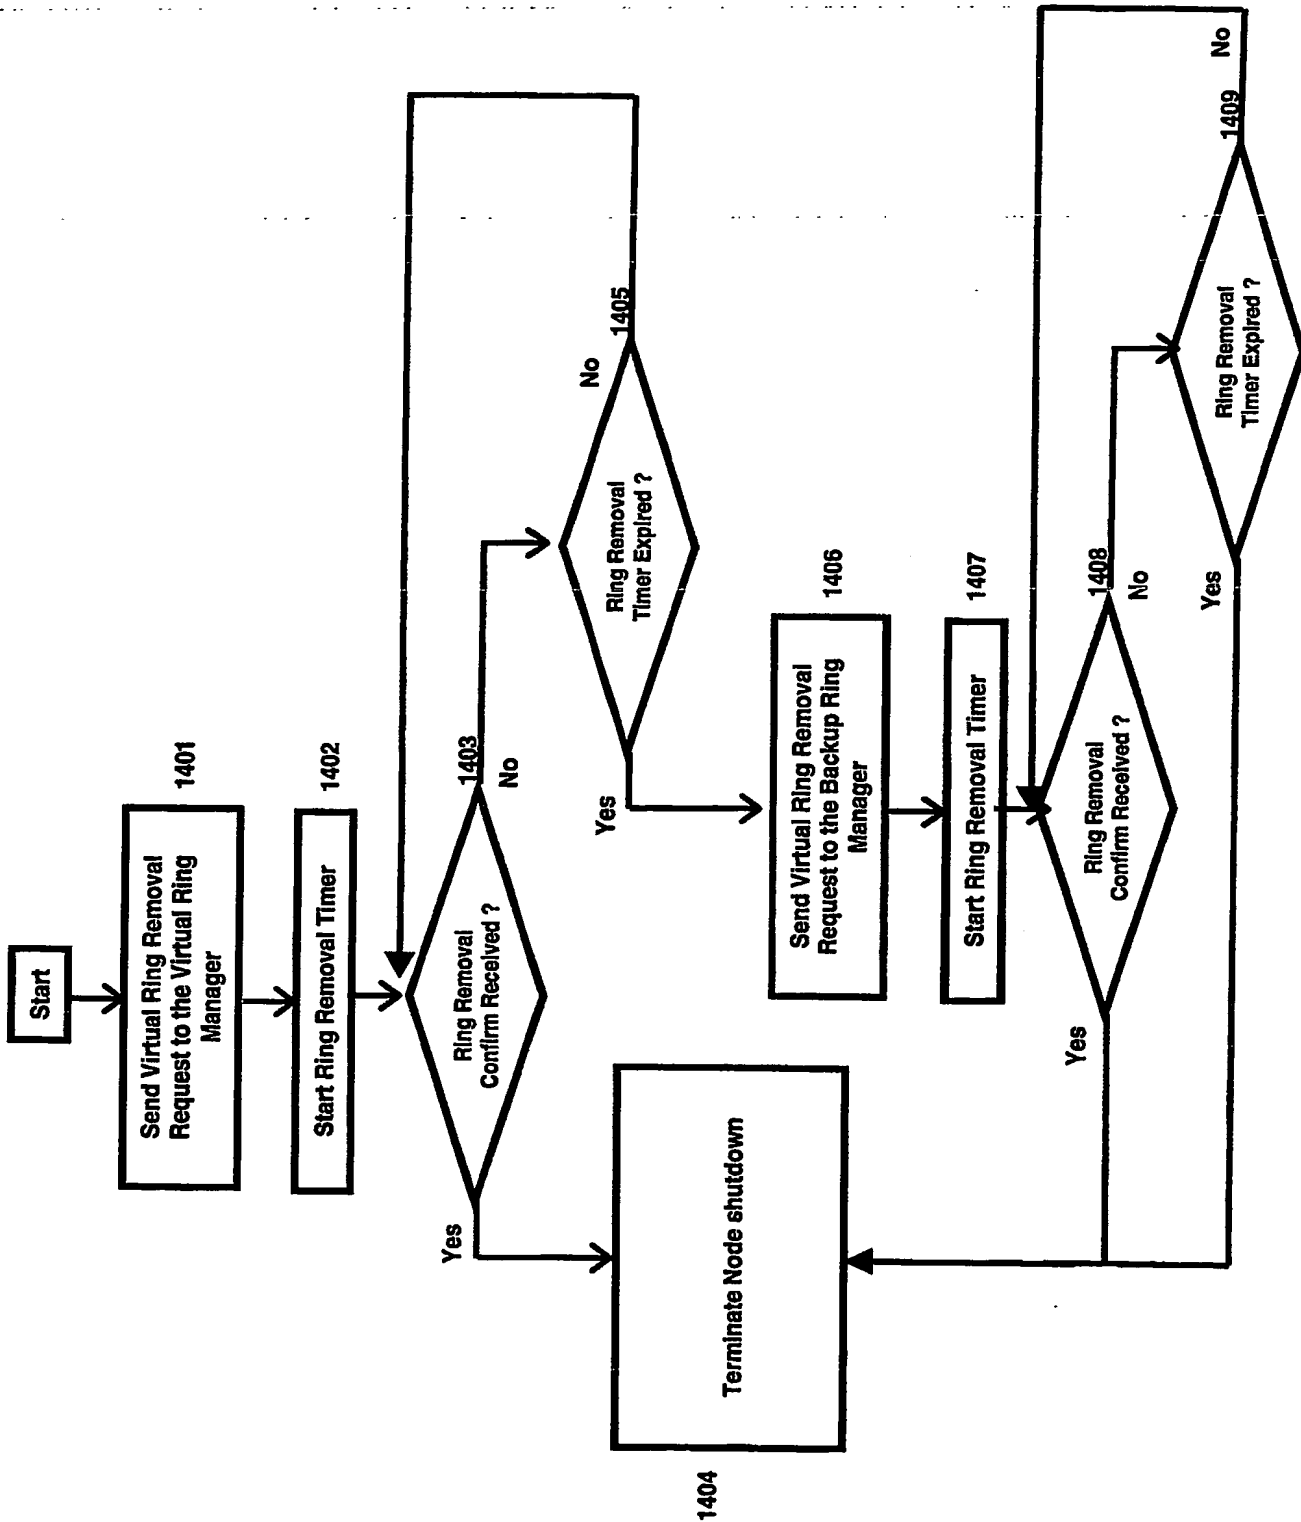 Start
Send Virtual Ring Removal
Request to the Virtual Ring
Manager
1401
Start Ring Removal Timer
1402
Ring Removal
Confirm Received ?
1403
No
Yes
Ring Removal
Timer Expired ?
1405
No
Yes
Terminate Node shutdown
1404
Send Virtual Ring Removal
Request to the Backup Ring
Manager
1406
Start Ring Removal Timer
1407
Ring Removal
Confirm Received ?
1408
No
Yes
Ring Removal
Timer Expired ?
1409
No
Yes